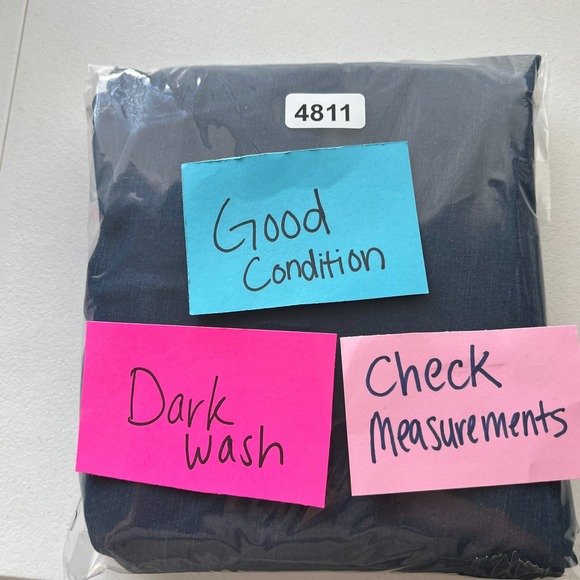 4811
Good
Condition
Dark
Wash
Check
Measurements